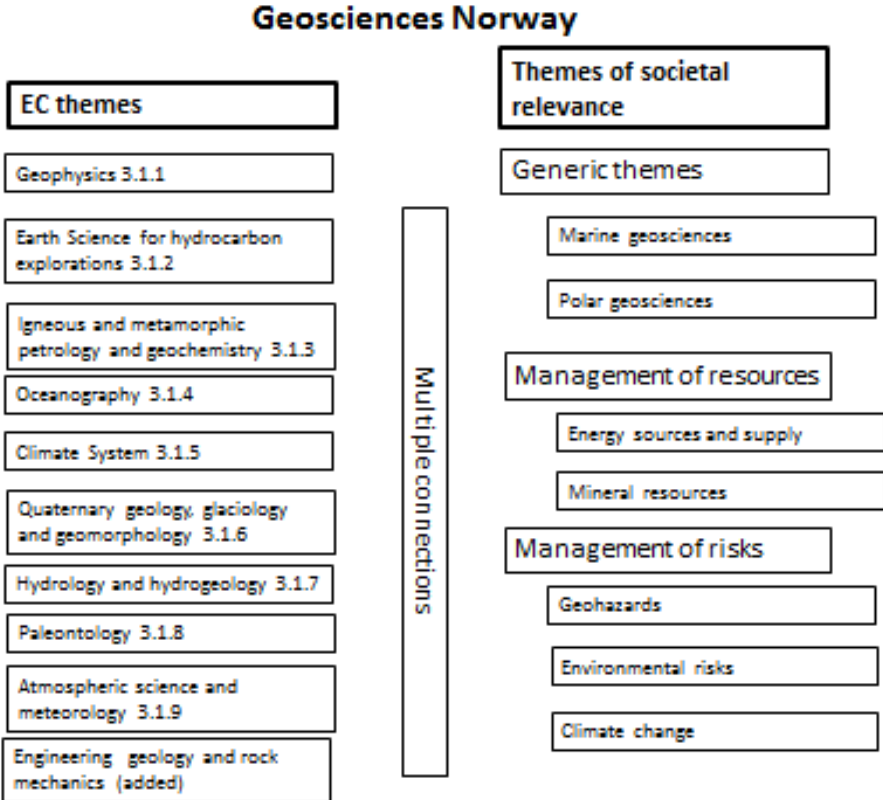 Geosciences Norway
EC themes
Geophysics 3.1.1
Earth Science for hydrocarbon
explorations 3.1.2
Igneous and metamorphic
petrology and geochemistry 3.1.3
Oceanography 3.1.4
Climate System 3.1.5
Quaternary geology, glaciology
and geomorphology 3.1.6
Hydrology and hydrogeology 3.1.7
Paleontology 3.1.8
Atmospheric science and
meteorology 3.1.9
Engineering geology and rock
mechanics (added)
Multiple connections
Themes of societal
relevance
Generic themes
Marine geosciences
Polar geosciences
Management of resources
Energy sources and supply
Mineral resources
Management of risks
Geohazards
Environmental risks
Climate change